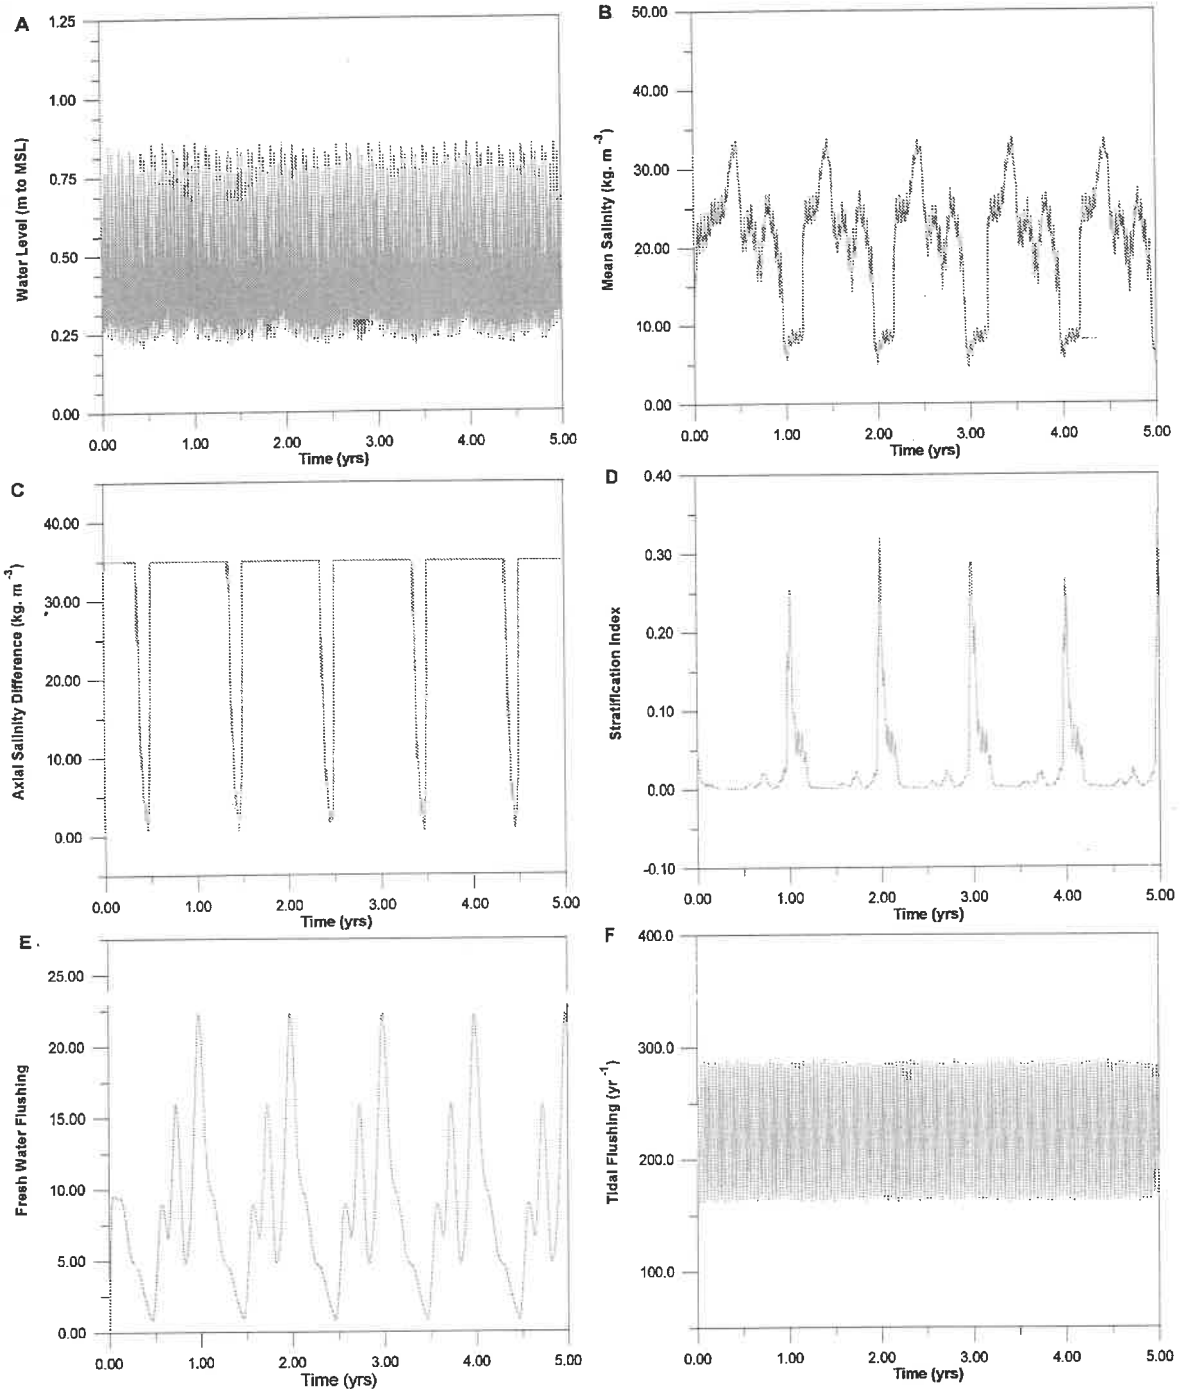 A
1.25
1.00
0.75
0.50
0.25
0.00
Water Level (m to MSL)
0.00 1.00 2.00 3.00 4.00 5.00
Time (yrs)
B
50.00
40.00
30.00
20.00
10.00
0.00
Mean Salinity (kg. m -3)
0.00 1.00 2.00 3.00 4.00 5.00
Time (yrs)
C
40.00
30.00
20.00
10.00
0.00
Axial Salinity Difference (kg. m -3)
0.00 1.00 2.00 3.00 4.00 5.00
Time (yrs)
D
0.40
0.30
0.20
0.10
0.00
-0.10
Stratification Index
0.00 1.00 2.00 3.00 4.00 5.00
Time (yrs)
E
25.00
20.00
15.00
10.00
5.00
0.00
Fresh Water Flushing
0.00 1.00 2.00 3.00 4.00 5.00
Time (yrs)
F
400.0
300.0
200.0
100.0
Tidal Flushing (yr -1)
0.00 1.00 2.00 3.00 4.00 5.00
Time (yrs)